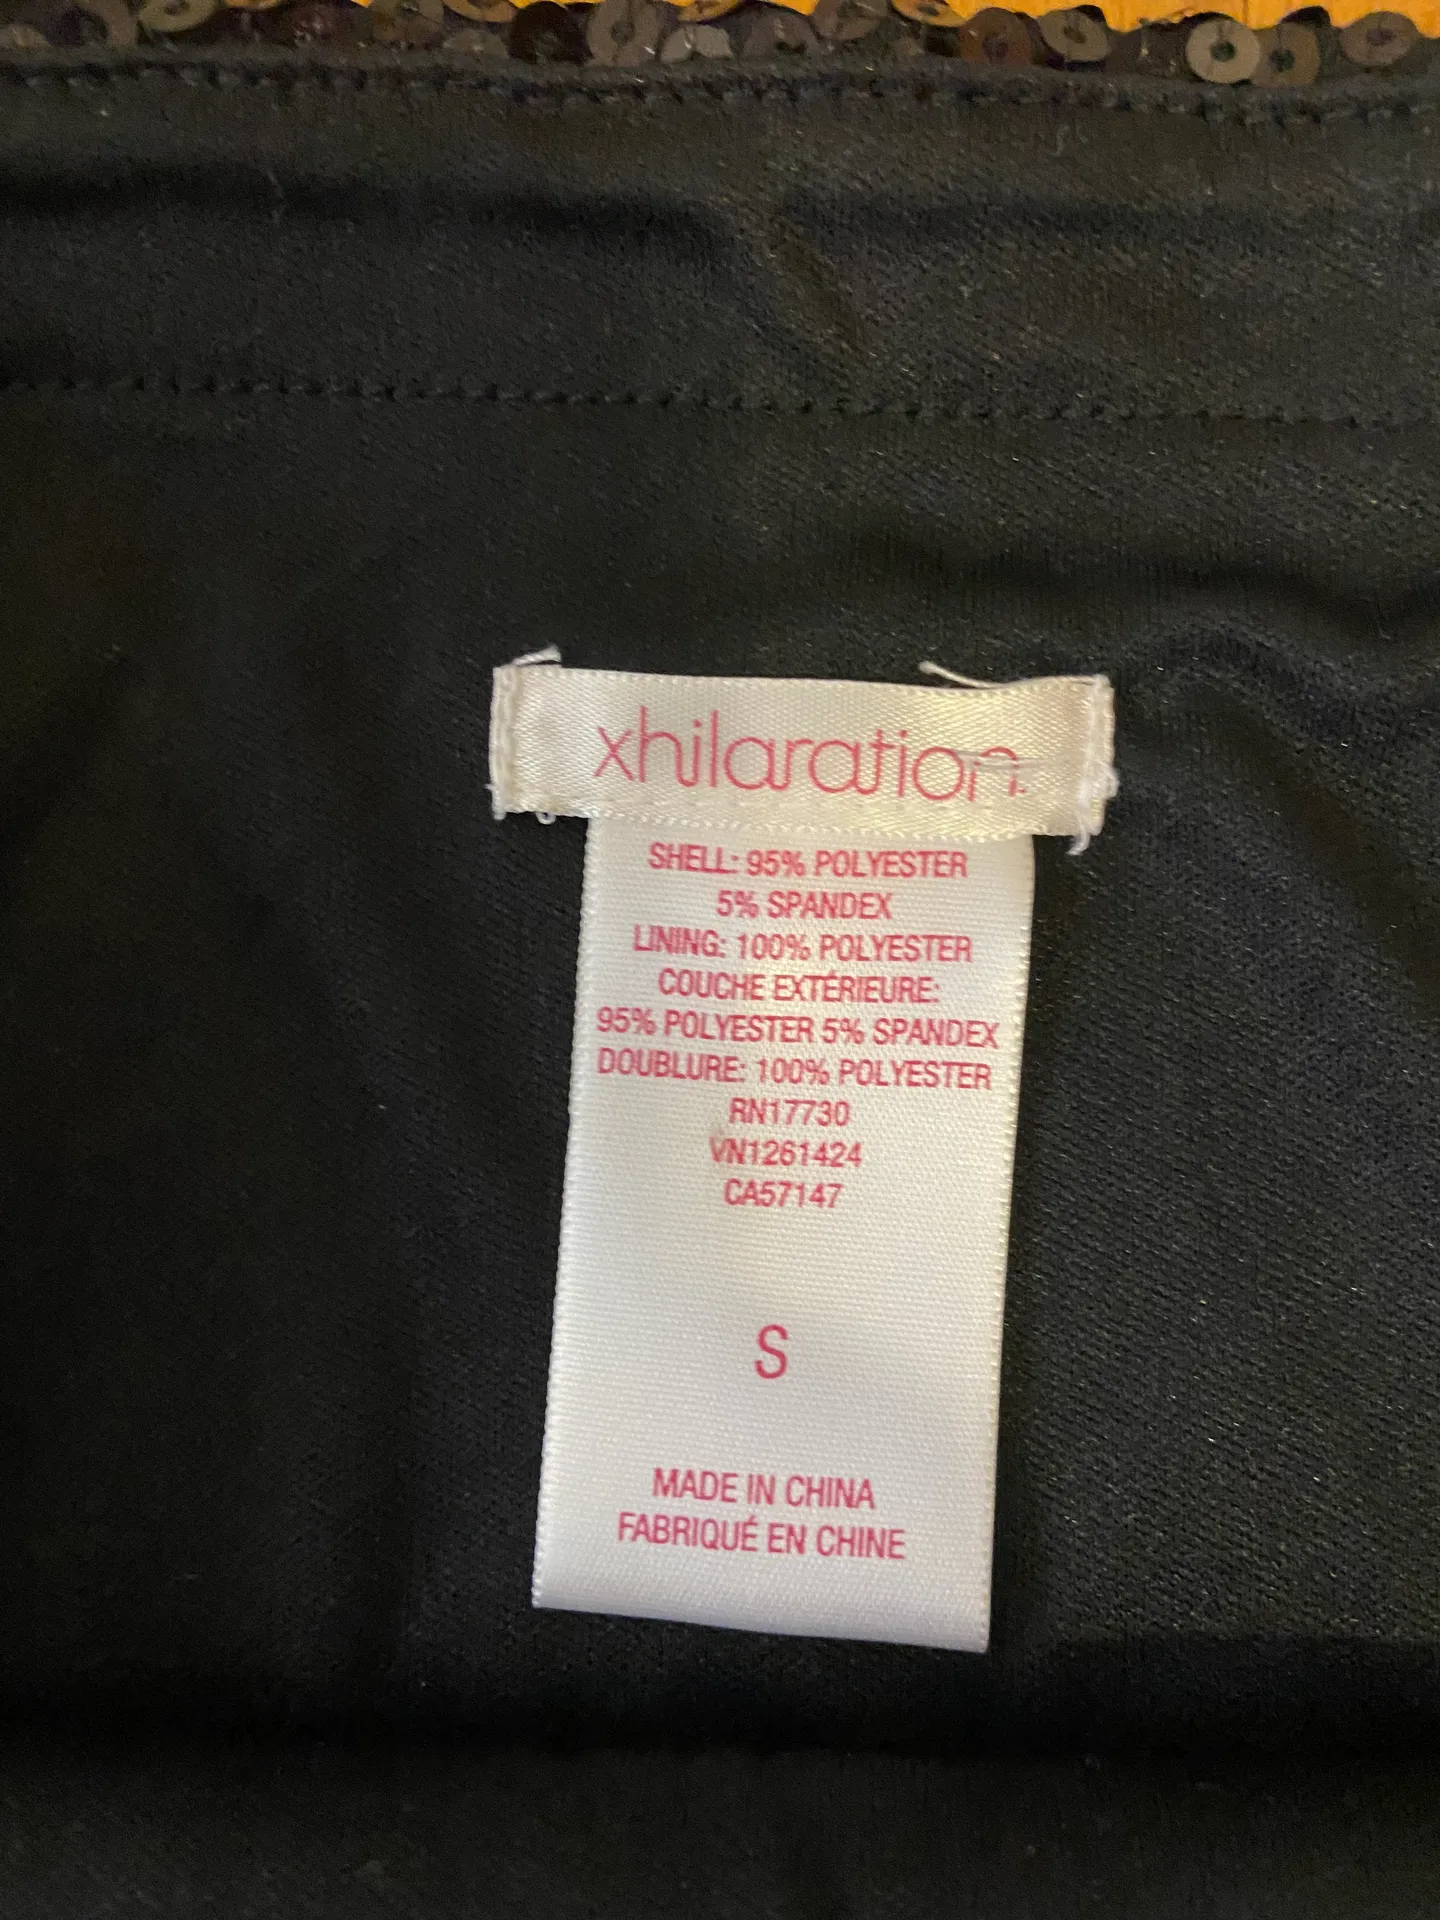 xhilaration.
SHELL: 95% POLYESTER
5% SPANDEX
LINING: 100% POLYESTER
COUCHE EXTÉRIEURE:
95% POLYESTER 5% SPANDEX
DOUBLURE: 100% POLYESTER
RN17730
VN1261424
CA57147
S
MADE IN CHINA
FABRIQUÉ EN CHINE